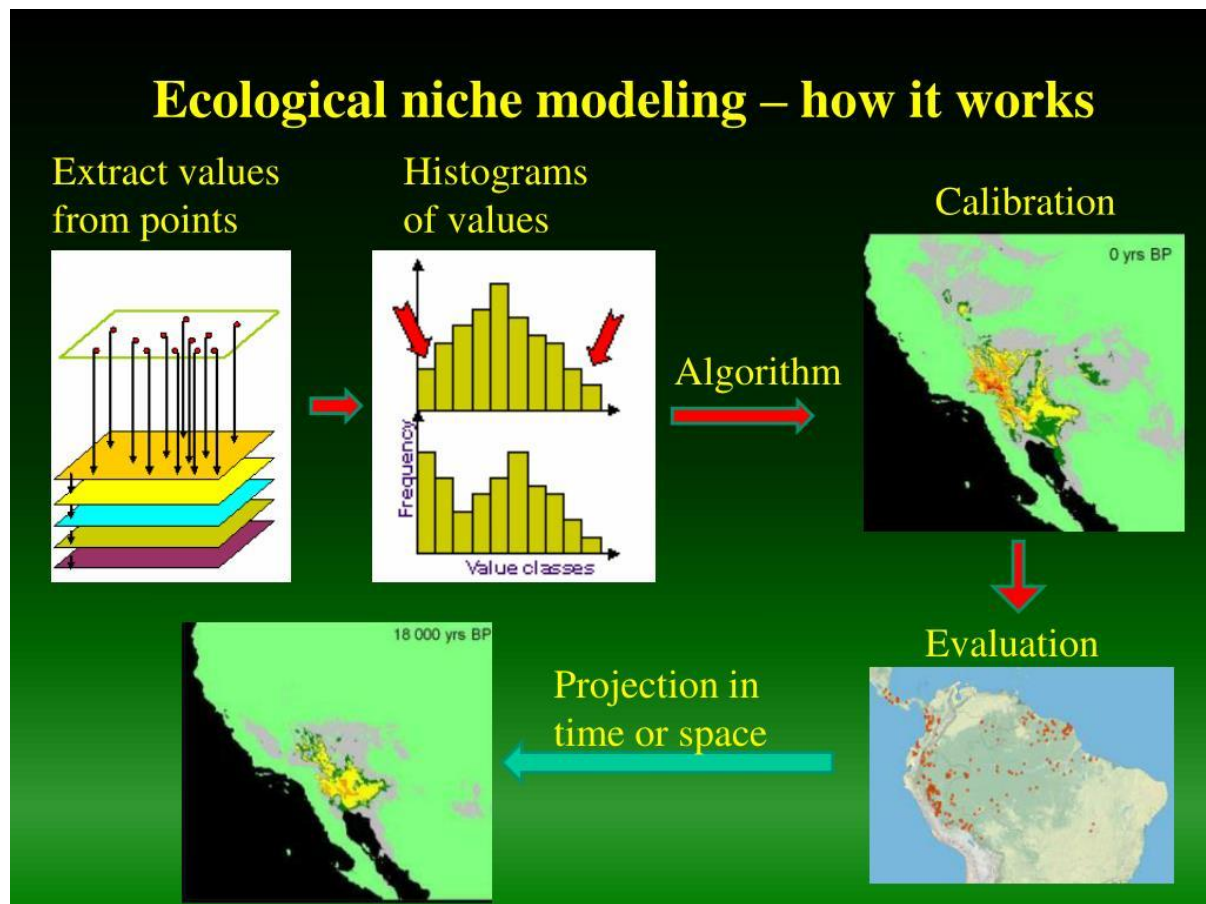 Ecological niche modeling – how it works
Extract values
from points
Histograms
of values
Calibration
0 yrs BP
Algorithm
Frequency
Value classes
Evaluation
18 000 yrs BP
Projection in
time or space